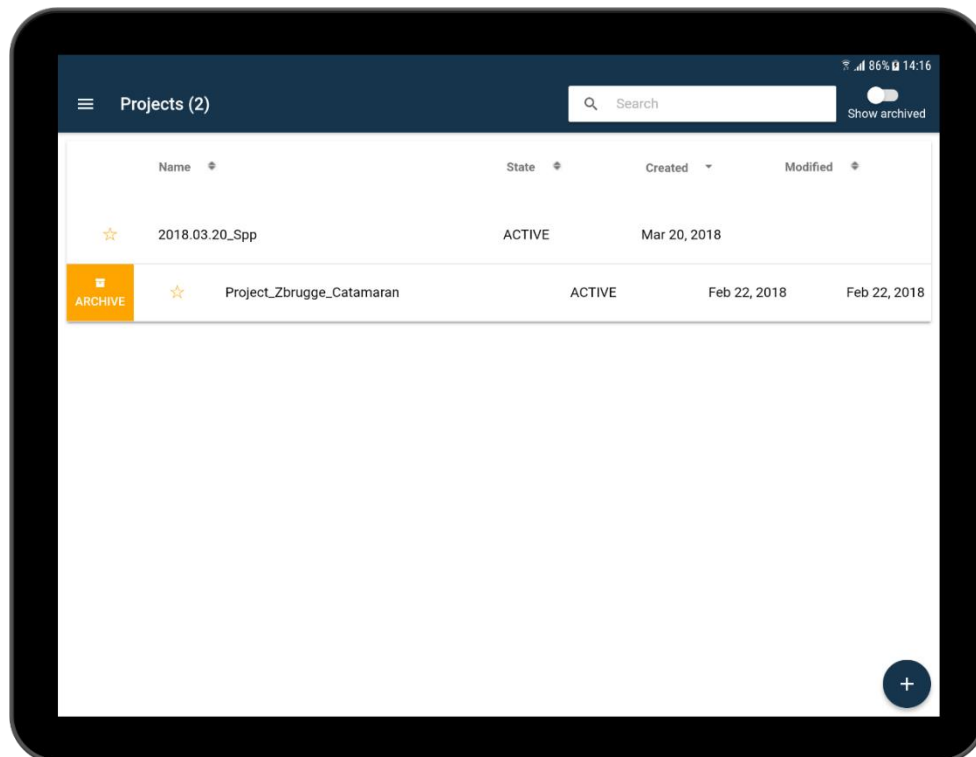 86% 14:16
Projects (2)
Search
Show archived
Name State Created Modified
2018.03.20_Spp ACTIVE Mar 20, 2018
ARCHIVE Project_Zbrugge_Catamaran ACTIVE Feb 22, 2018 Feb 22, 2018